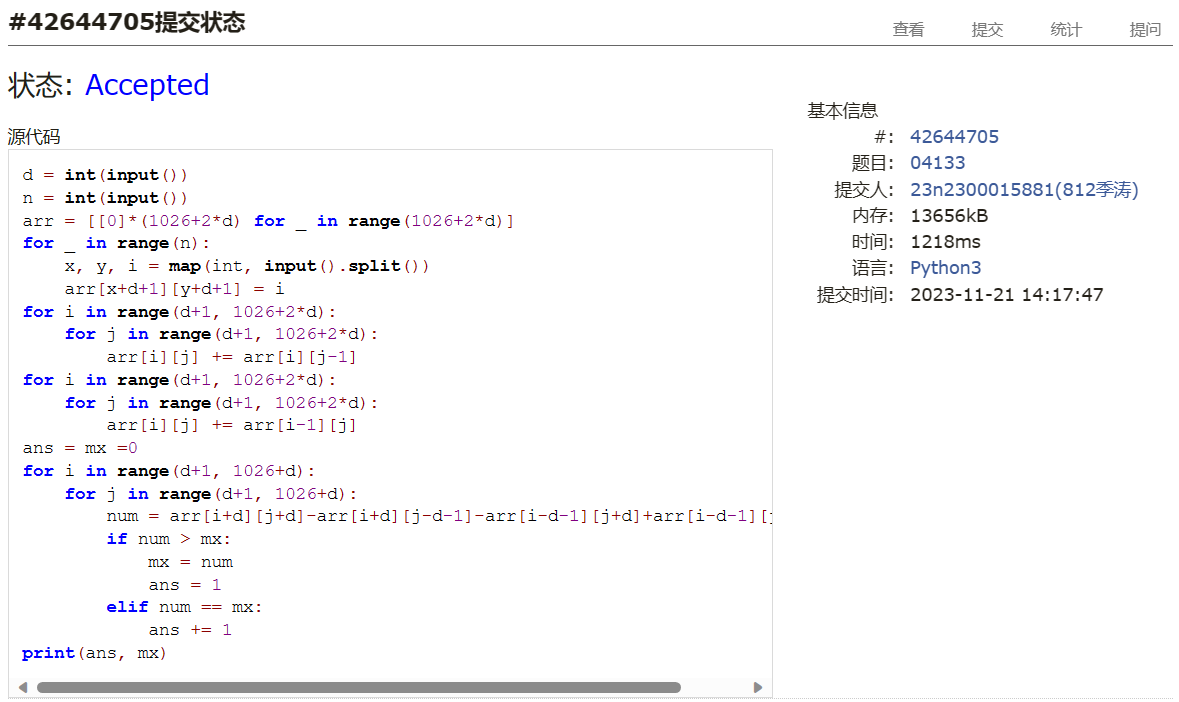 #42644705提交状态
查看 提交 统计 提问
状态: Accepted
源代码
d = int(input())
n = int(input())
arr = [[0]*(1026+2*d) for _ in range(1026+2*d)]
for _ in range(n):
    x, y, i = map(int, input().split())
    arr[x+d+1][y+d+1] = i
for i in range(d+1, 1026+2*d):
    for j in range(d+1, 1026+2*d):
        arr[i][j] += arr[i][j-1]
for i in range(d+1, 1026+2*d):
    for j in range(d+1, 1026+2*d):
        arr[i][j] += arr[i-1][j]
ans = mx =0
for i in range(d+1, 1026+d):
    for j in range(d+1, 1026+d):
        num = arr[i+d][j+d]-arr[i+d][j-d-1]-arr[i-d-1][j+d]+arr[i-d-1][
        if num > mx:
            mx = num
            ans = 1
        elif num == mx:
            ans += 1
print(ans, mx)
基本信息
#: 42644705
题目: 04133
提交人: 23n2300015881(812季涛)
内存: 13656kB
时间: 1218ms
语言: Python3
提交时间: 2023-11-21 14:17:47